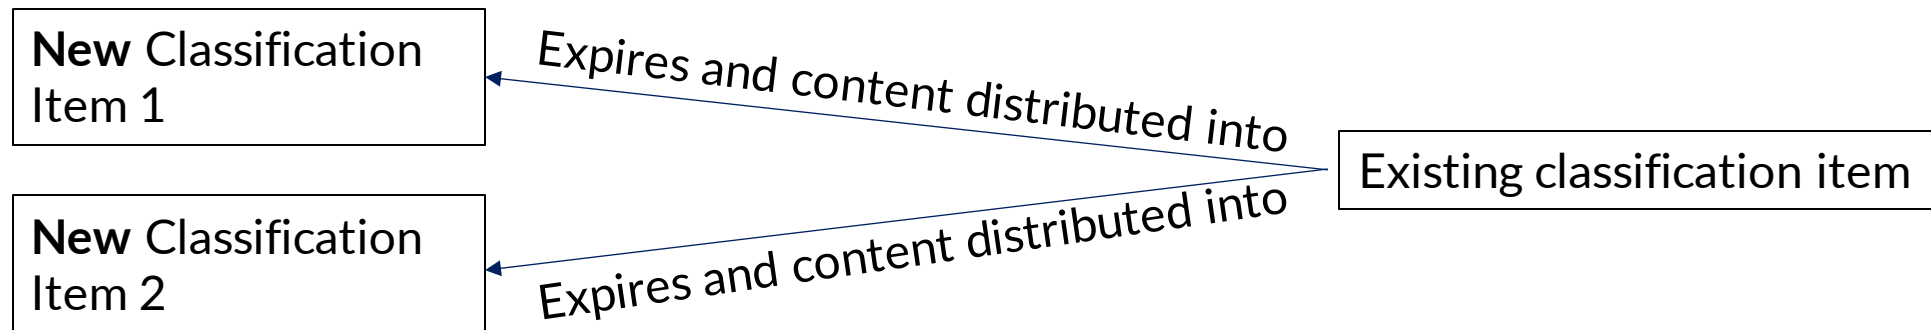 New Classification
Item 1
Expires and content distributed into
Existing classification item
New Classification
Item 2
Expires and content distributed into